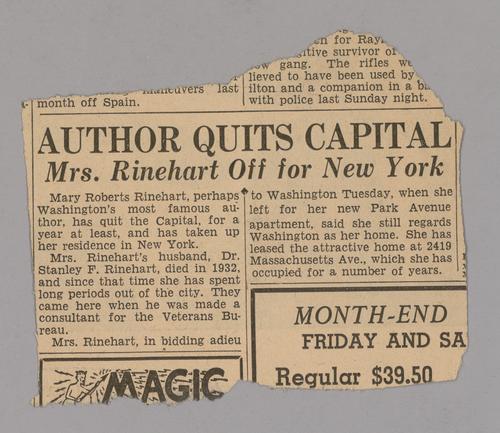 maneuvers last
month off Spain.
for Ray
survivor of
gang. The rifles
lieved to have been used by
ilton and a companion in a
with police last Sunday night.
AUTHOR QUITS CAPITAL
Mrs. Rinehart Off for New York
Mary Roberts Rinehart, perhaps
Washington's most famous au-
thor, has quit the Capital, for a
year at least, and has taken up
her residence in New York.
Mrs. Rinehart's husband, Dr.
Stanley F. Rinehart, died in 1932,
and since that time she has spent
long periods out of the city. They
came here when he was made a
consultant for the Veterans Bu-
reau.
Mrs. Rinehart, in bidding adieu
to Washington Tuesday, when she
left for her new Park Avenue
apartment, said she still regards
Washington as her home. She has
leased the attractive home at 2419
Massachusetts Ave., which she has
occupied for a number of years.
MAGIC
MONTH-END
FRIDAY AND SA
Regular $39.50